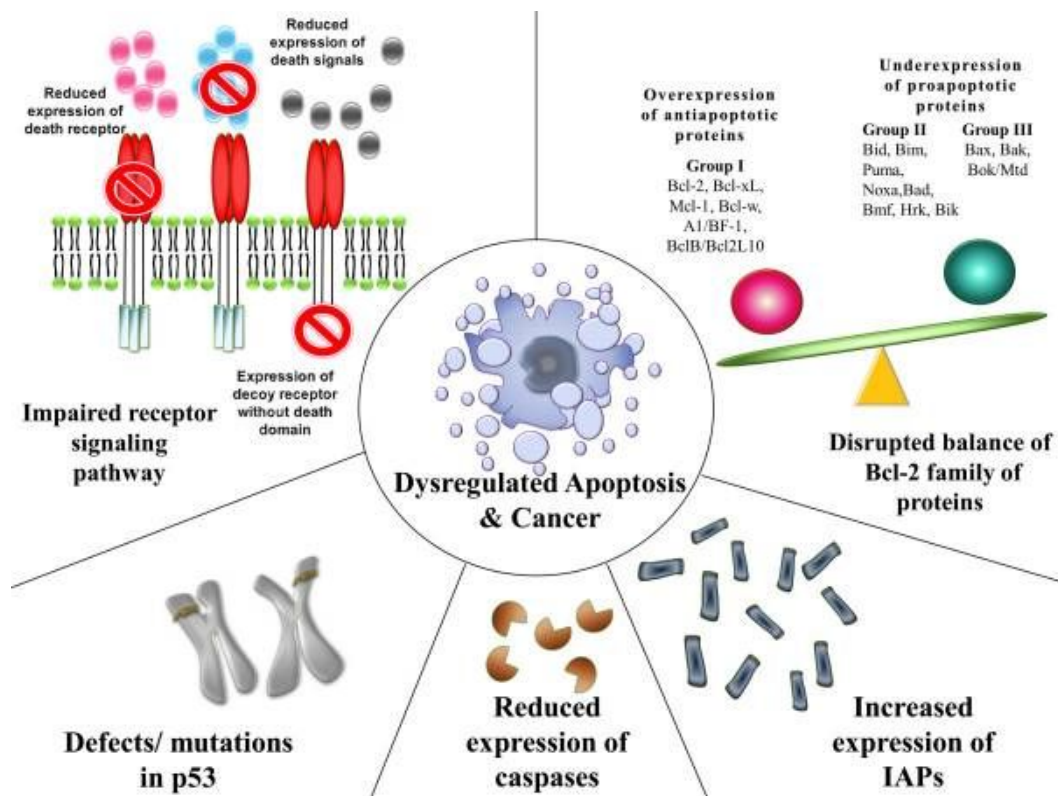 Reduced
expression of
death signals
Reduced
expression of
death receptor
Expression of
decoy receptor
without death
domain
Impaired receptor
signaling
pathway
Overexpression
of antiapoptotic
proteins
Group I
Bcl-2, Bcl-xL,
Mcl-1, Bcl-w,
A1/BF-1,
BclB/Bcl2L10
Underexpression
of proapoptotic
proteins
Group II
Bid, Bim,
Puma,
Noxa,Bad,
Bmf, Hrk, Bik
Group III
Bax, Bak,
Bok/Mtd
Disrupted balance of
Bcl-2 family of
proteins
Dysregulated Apoptosis
& Cancer
Defects/ mutations
in p53
Reduced
expression of
caspases
Increased
expression of
IAPs